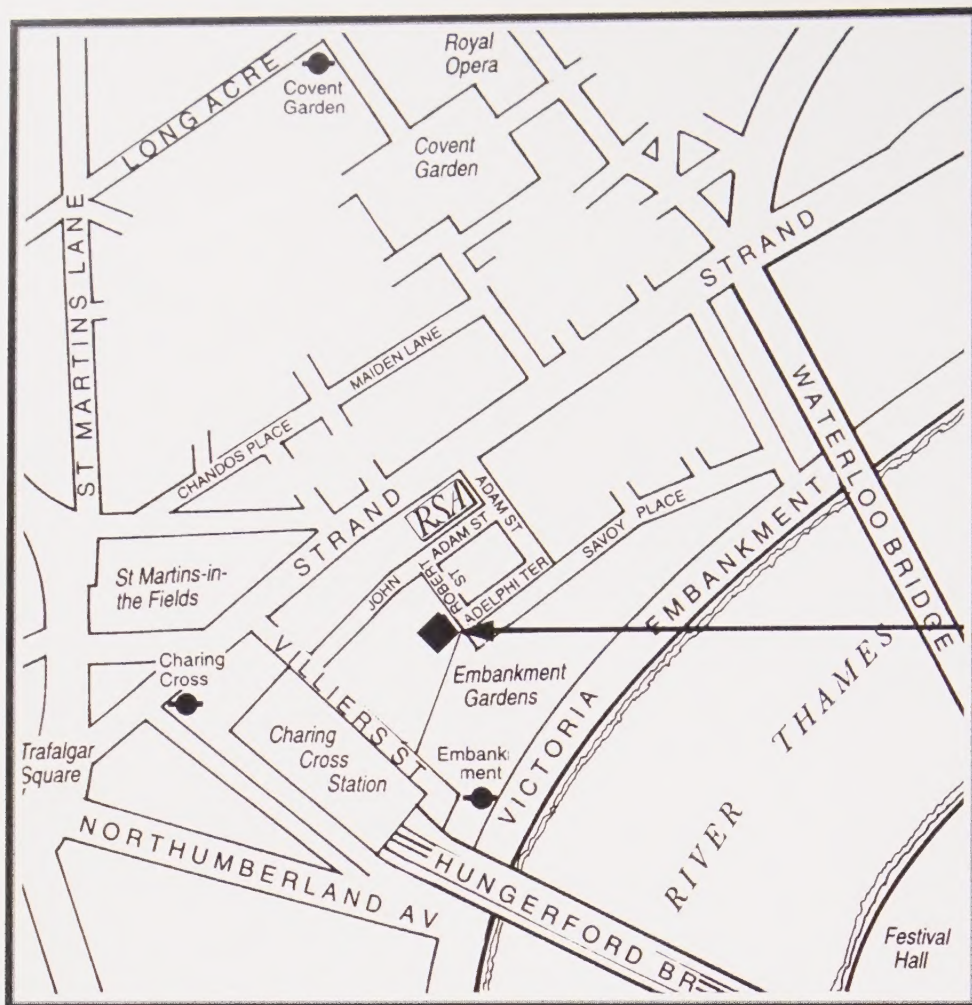 Royal
Opera
LONG ACRE
Covent
Garden
Covent
Garden
ST MARTINS LANE
STRAND
MAIDEN LANE
CHANDOS PLACE
WATERLOO BRIDGE
STRAND
RSA
ADAM ST
JOHN ADAM ST
ROBERT ST
ADELPHI TER
SAVOY PLACE
St Martins-in-
the Fields
VICTORIA EMBANKMENT
Charing
Cross
VILLIERS ST
Embankment
Gardens
RIVER THAMES
Trafalgar
Square
Charing
Cross
Station
Embank
ment
NORTHUMBERLAND AV
HUNGERFORD BR
Festival
Hall